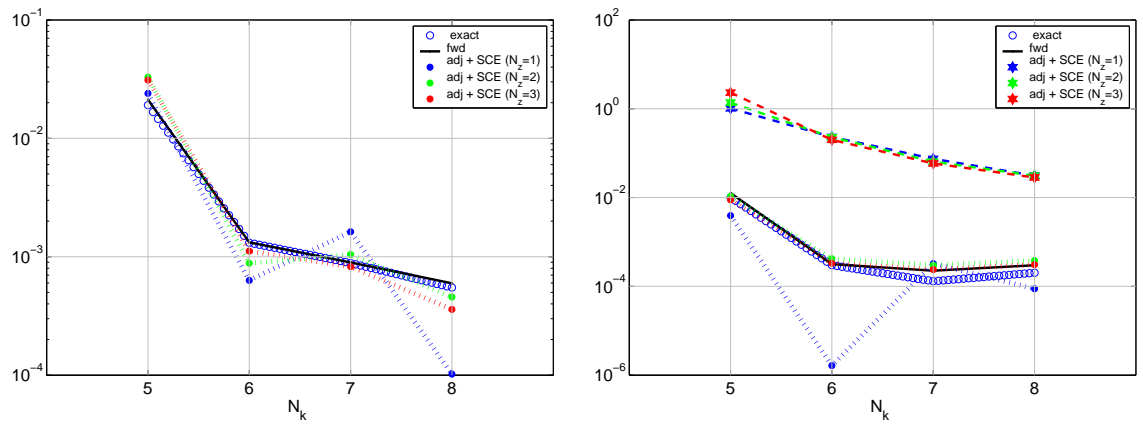 10^-1
10^-2
10^-3
10^-4
5 6 7 8
N_k
exact
fwd
adj + SCE (N_z=1)
adj + SCE (N_z=2)
adj + SCE (N_z=3)
10^2
10^0
10^-2
10^-4
10^-6
5 6 7 8
N_k
exact
fwd
adj + SCE (N_z=1)
adj + SCE (N_z=2)
adj + SCE (N_z=3)